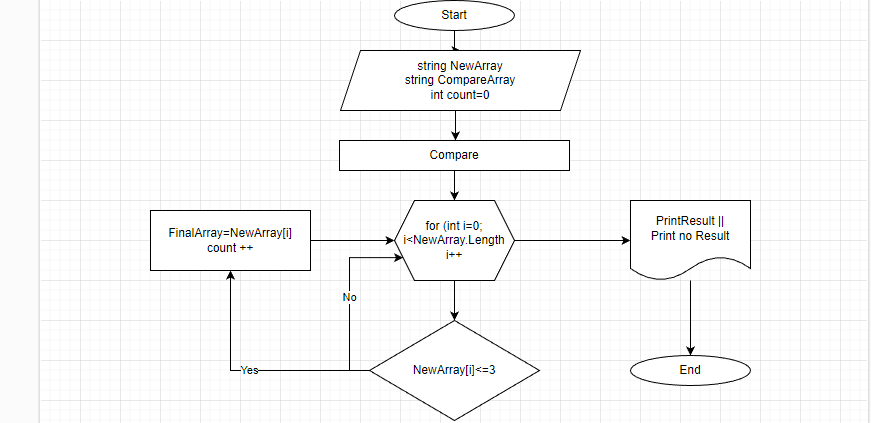 Start
string NewArray
string CompareArray
int count=0
Compare
for (int i=0;
i<NewArray.Length
i++
FinalArray=NewArray[i]
count ++
PrintResult ||
Print no Result
No
Yes
NewArray[i]<=3
End